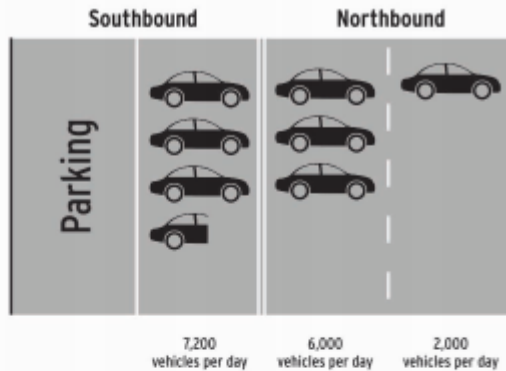 Southbound
Northbound
Parking
7,200
vehicles per day
6,000
vehicles per day
2,000
vehicles per day